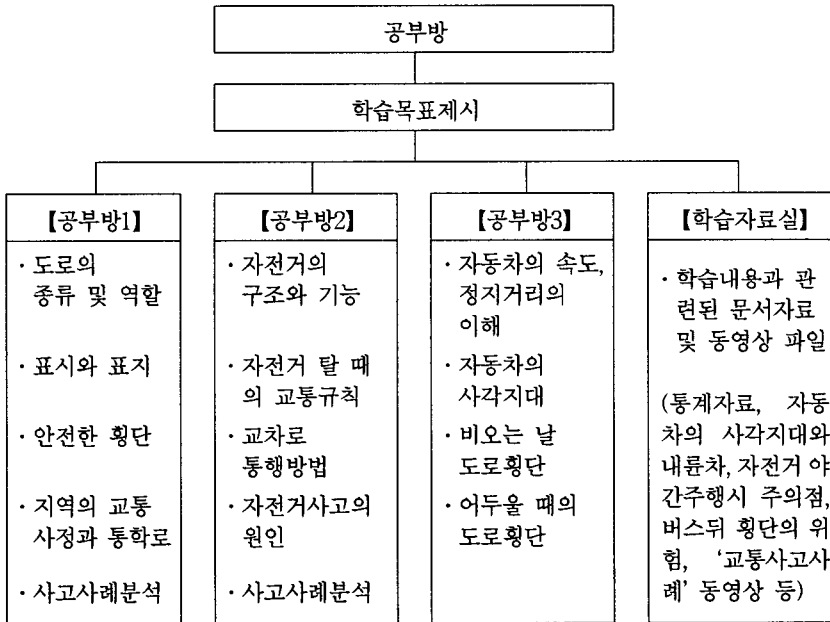 공부방
학습목표제시
【공부방1】
· 도로의
종류 및 역할
· 표시와 표지
· 안전한 횡단
· 지역의 교통
사정과 통학로
· 사고사례분석
【공부방2】
· 자전거의
구조와 기능
· 자전거 탈 때
의 교통규칙
· 교차로
통행방법
· 자전거사고의
원인
· 사고사례분석
【공부방3】
· 자동차의 속도,
정지거리의
이해
· 자동차의
사각지대
· 비오는 날
도로횡단
· 어두울 때의
도로횡단
【학습자료실】
· 학습내용과 관
련된 문서자료
및 동영상 파일
(통계자료, 자동
차의 사각지대와
내륜차, 자전거 야
간주행시 주의점,
버스뒤 횡단의 위
험, ‘교통사고사
례’ 동영상 등)